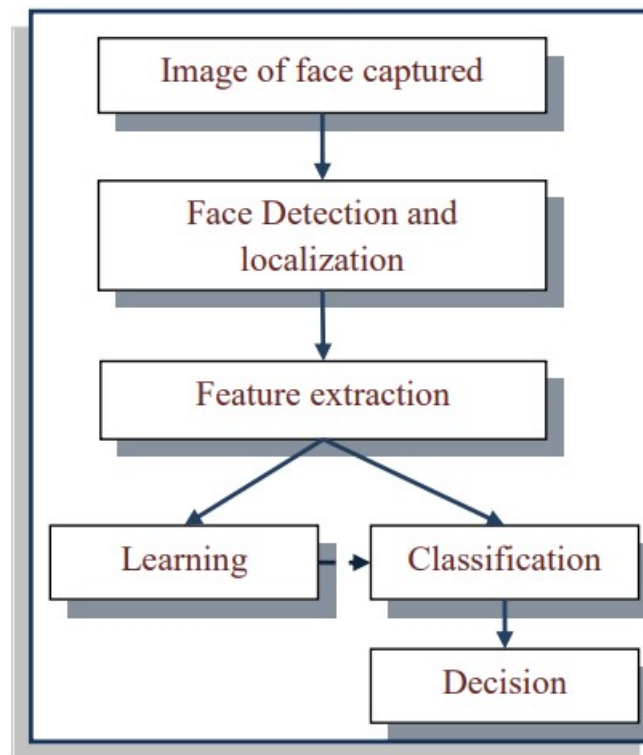 Image of face captured
Face Detection and
localization
Feature extraction
Learning
Classification
Decision